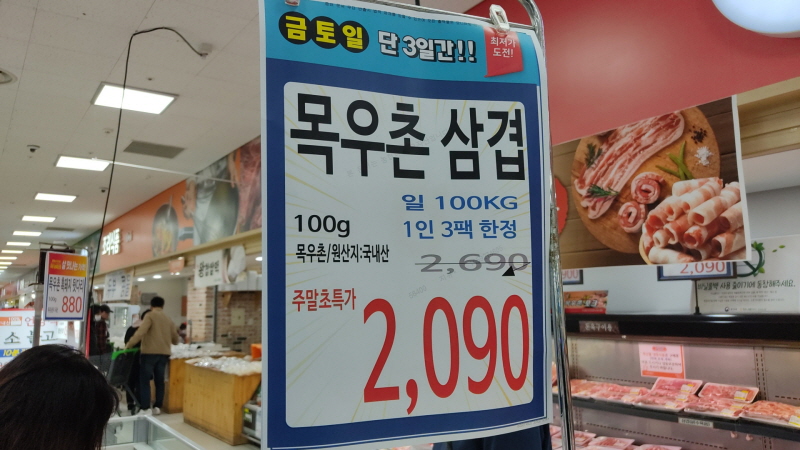 금토일 단 3일간!!
최저가
도전!
목우촌 삼겹
일 100KG
100g
1인 3팩 한정
목우촌/원산지:국내산
2,690
주말초특가
2,090
880
2,090